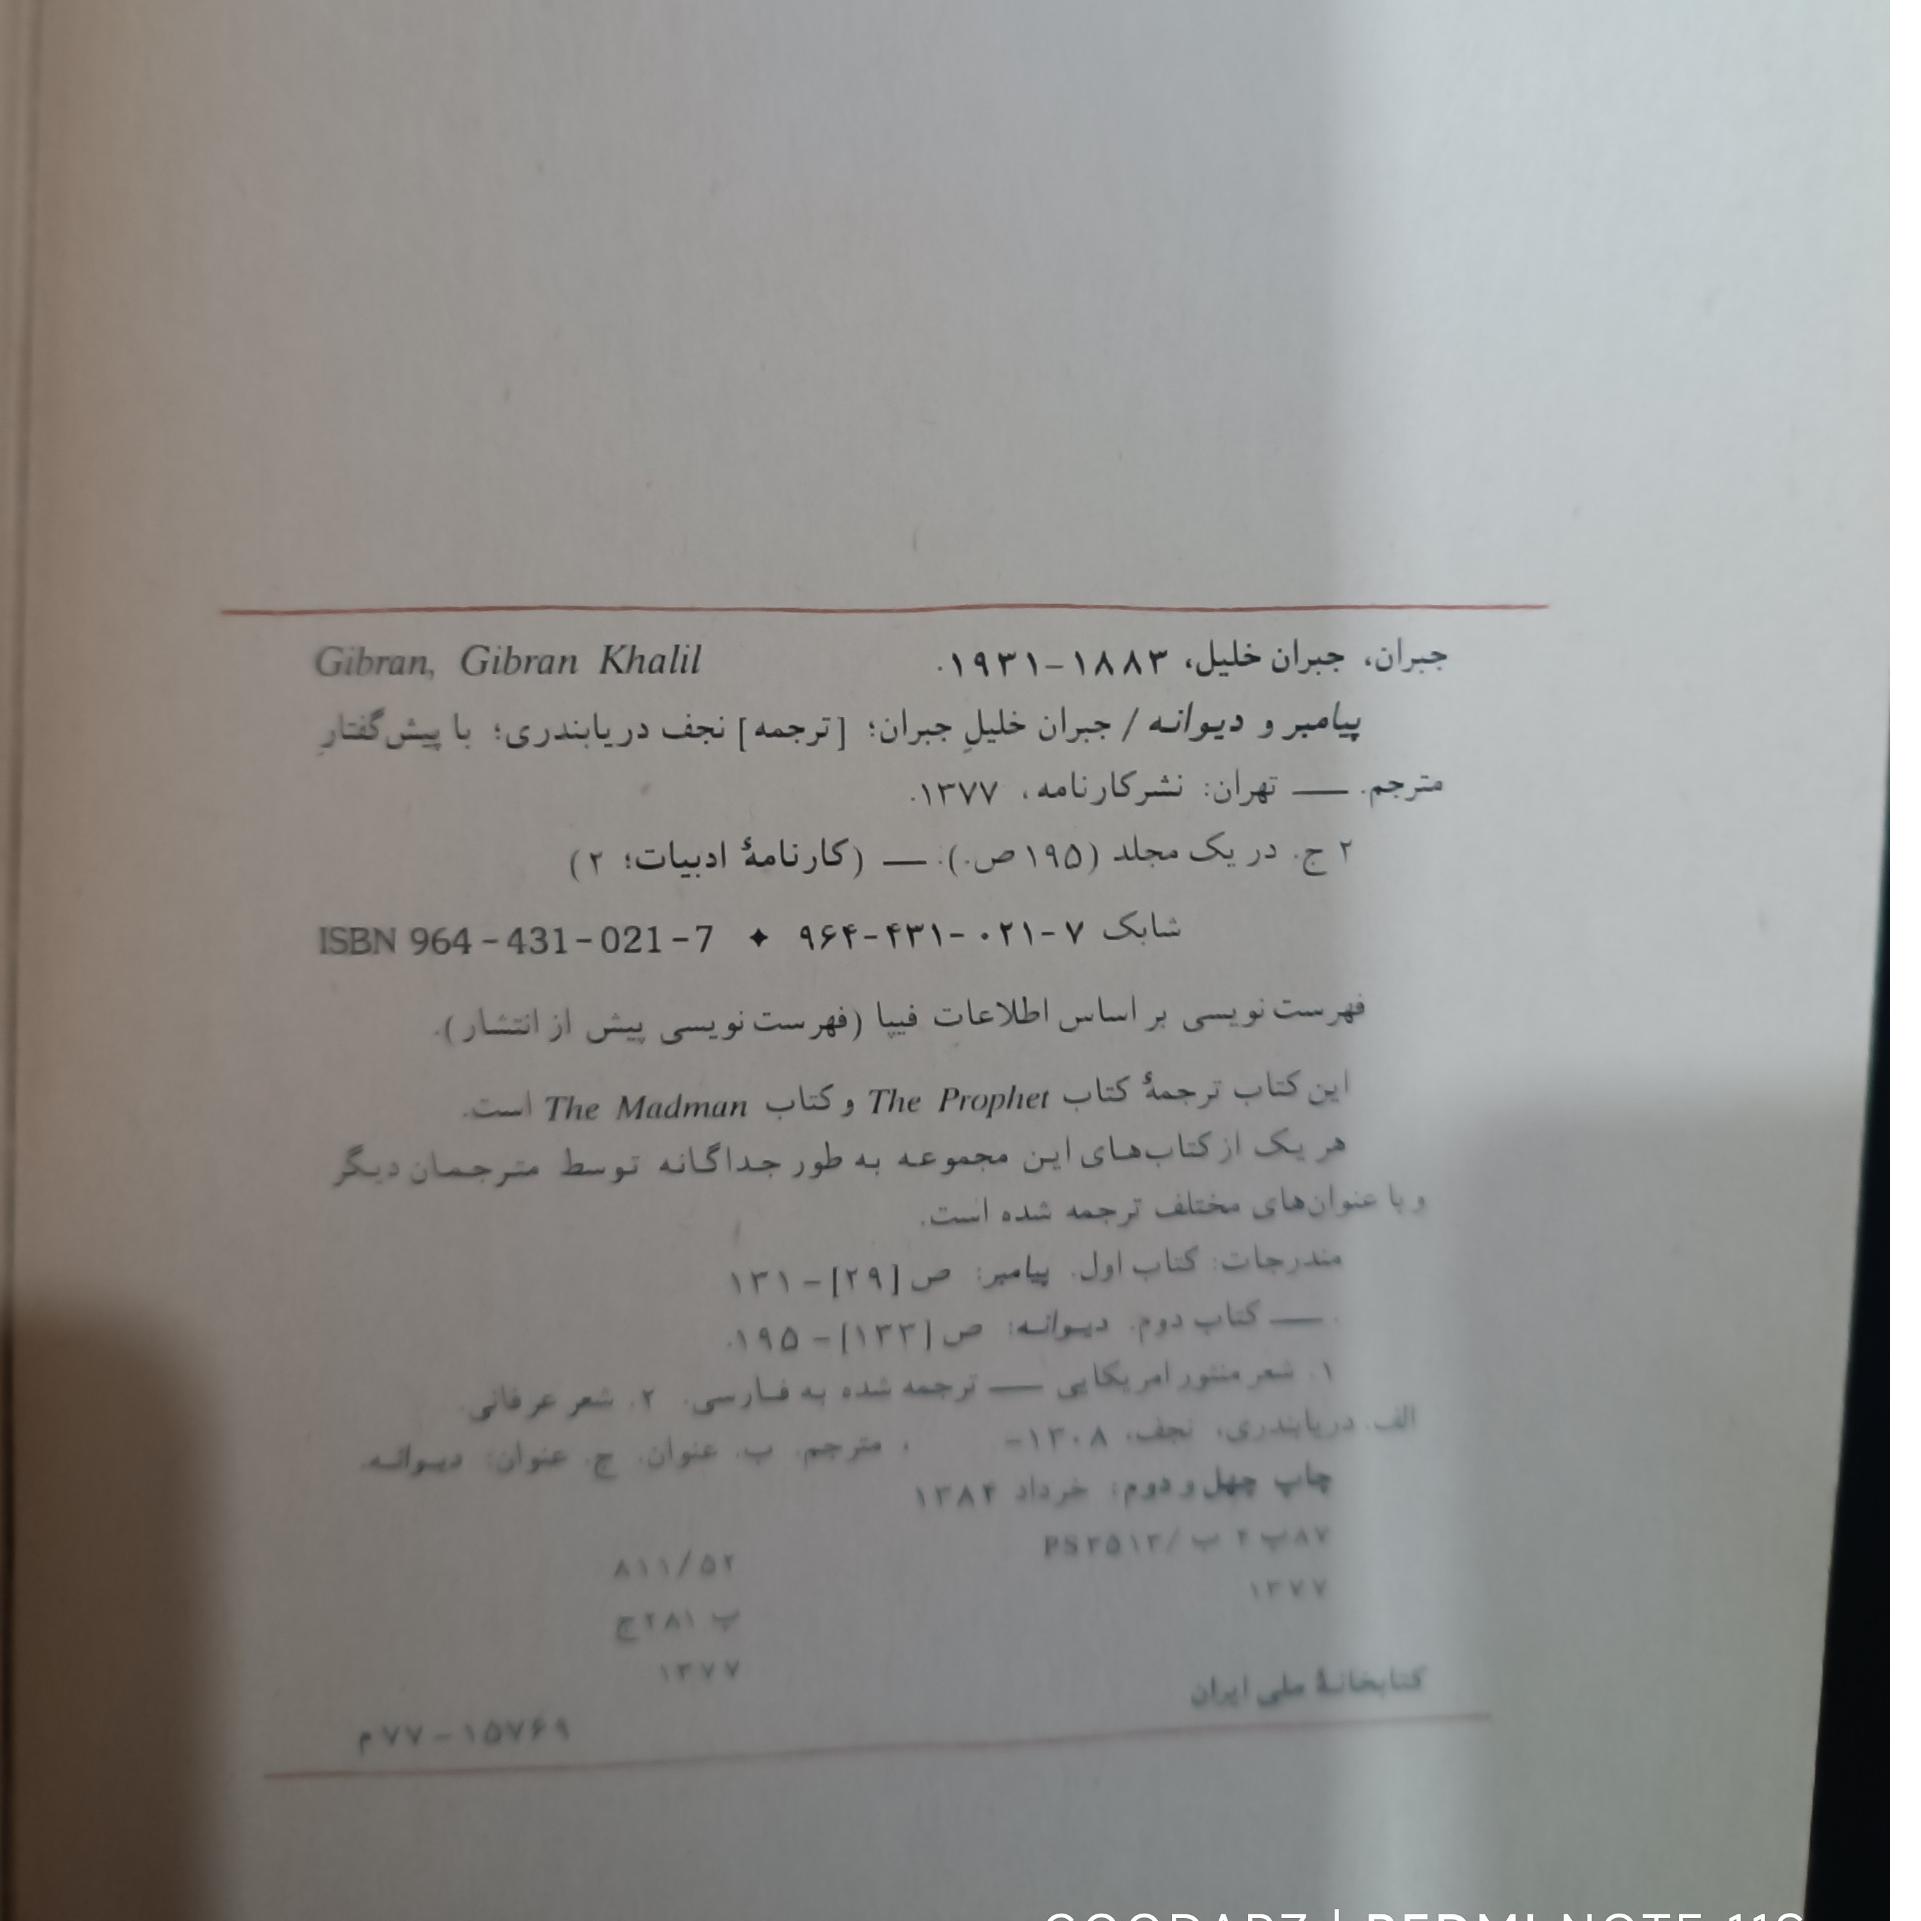 جبران، جبران خلیل، ۱۸۸۳-۱۹۳۱. Gibran, Gibran Khalil
پیامبر و دیوانه / جبران خلیلِ جبران؛ [ترجمه] نجف دریابندری؛ با پیش‌گفتارِ
مترجم. — تهران: نشر کارنامه، ۱۳۷۷.
۲ ج. در یک مجلد (۱۹۵ ص.). — (کارنامهٔ ادبیات؛ ۲)
شابک ۷-۰۲۱-۴۳۱-۹۶۴ ✦ ISBN 964-431-021-7
فهرست‌نویسی بر اساس اطلاعات فیپا (فهرست‌نویسی پیش از انتشار).
این کتاب ترجمهٔ کتاب The Prophet و کتاب The Madman است.
هر یک از کتاب‌های این مجموعه به طور جداگانه توسط مترجمان دیگر
و با عنوان‌های مختلف ترجمه شده است.
مندرجات: کتاب اول. پیامبر: ص [۲۹]-۱۳۱
. — کتاب دوم. دیوانه: ص [۱۳۳]-۱۹۵.
۱. شعر منثور امریکایی — ترجمه شده به فارسی. ۲. شعر عرفانی.
الف. دریابندری، نجف، ۱۳۰۸- ، مترجم. ب. عنوان. ج. عنوان: دیوانه.
چاپ چهل و دوم: خرداد ۱۳۸۴
۱۳۷۷
۸۱۱/۵۲
۱۳۷۷
کتابخانهٔ ملی ایران
۱۵۷۶۹-۷۷م